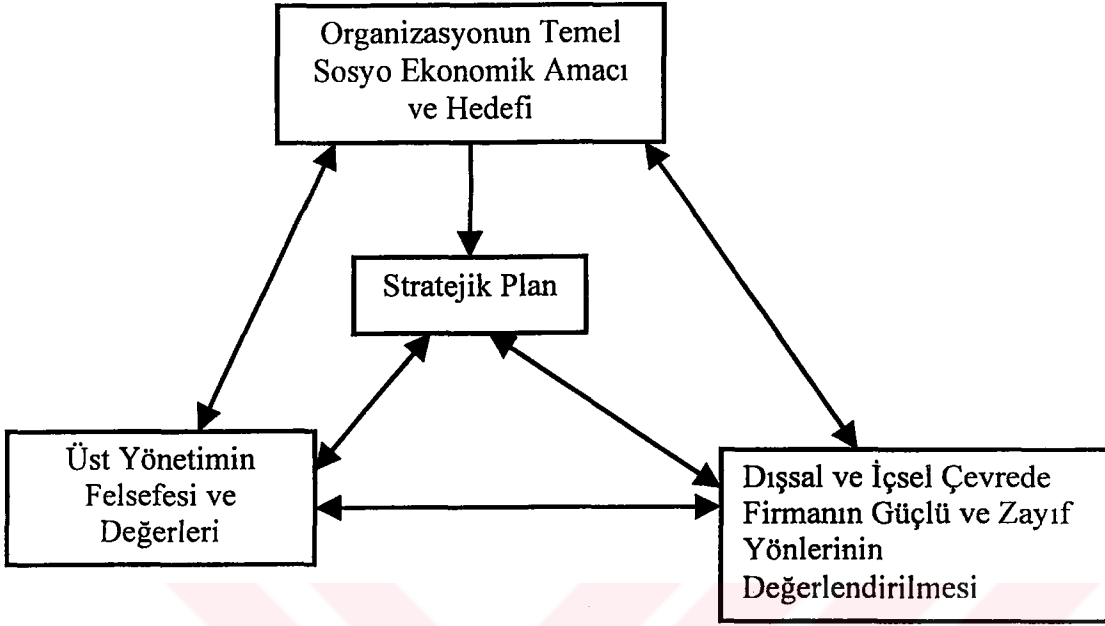 Organizasyonun Temel
Sosyo Ekonomik Amacı
ve Hedefi
Stratejik Plan
Üst Yönetimin
Felsefesi ve
Değerleri
Dışsal ve İçsel Çevrede
Firmanın Güçlü ve Zayıf
Yönlerinin
Değerlendirilmesi